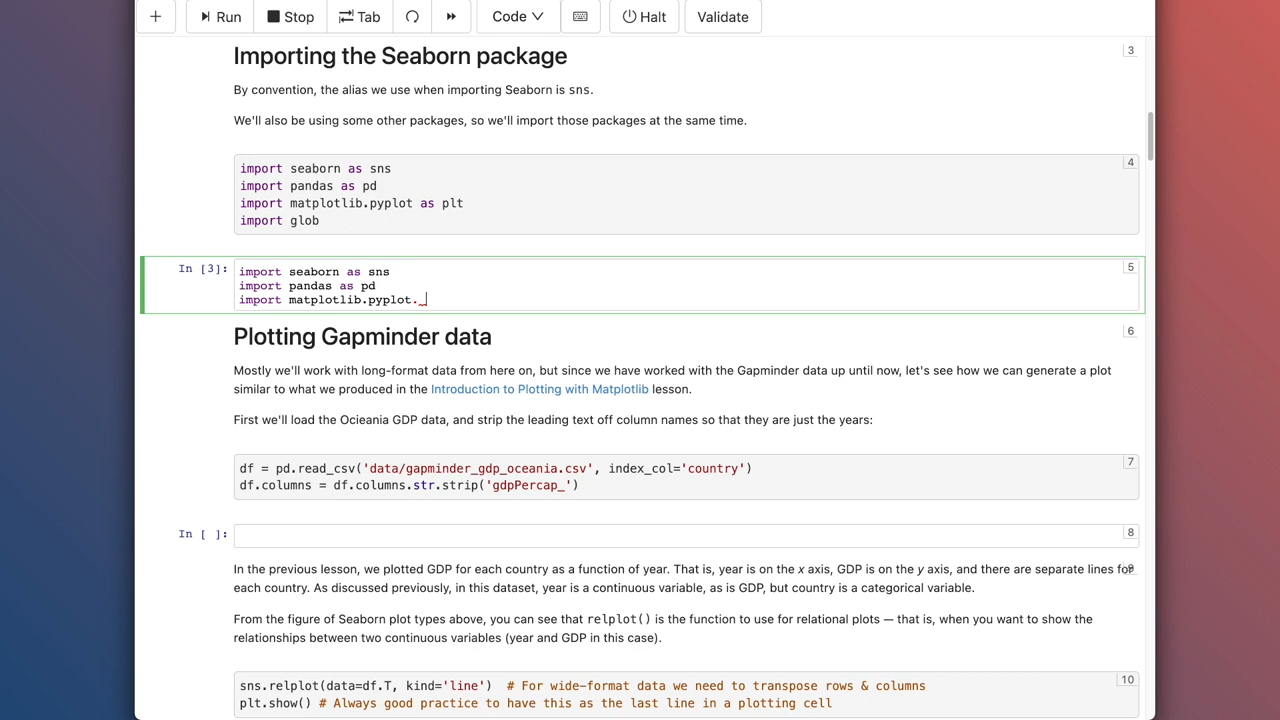 + Run Stop Tab Code Halt Validate
Importing the Seaborn package
3
By convention, the alias we use when importing Seaborn is sns.
We'll also be using some other packages, so we'll import those packages at the same time.
import seaborn as sns
4
import pandas as pd
import matplotlib.pyplot as plt
import glob
In [3]:
import seaborn as sns
5
import pandas as pd
import matplotlib.pyplot._
Plotting Gapminder data
6
Mostly we'll work with long-format data from here on, but since we have worked with the Gapminder data up until now, let's see how we can generate a plot
similar to what we produced in the Introduction to Plotting with Matplotlib lesson.
First we'll load the Ocieania GDP data, and strip the leading text off column names so that they are just the years:
df = pd.read_csv('data/gapminder_gdp_oceania.csv', index_col='country')
7
df.columns = df.columns.str.strip('gdpPercap_')
In [ ]:
8
In the previous lesson, we plotted GDP for each country as a function of year. That is, year is on the x axis, GDP is on the y axis, and there are separate lines for
9
each country. As discussed previously, in this dataset, year is a continuous variable, as is GDP, but country is a categorical variable.
From the figure of Seaborn plot types above, you can see that relplot() is the function to use for relational plots — that is, when you want to show the
relationships between two continuous variables (year and GDP in this case).
sns.relplot(data=df.T, kind='line') # For wide-format data we need to transpose rows & columns
10
plt.show() # Always good practice to have this as the last line in a plotting cell